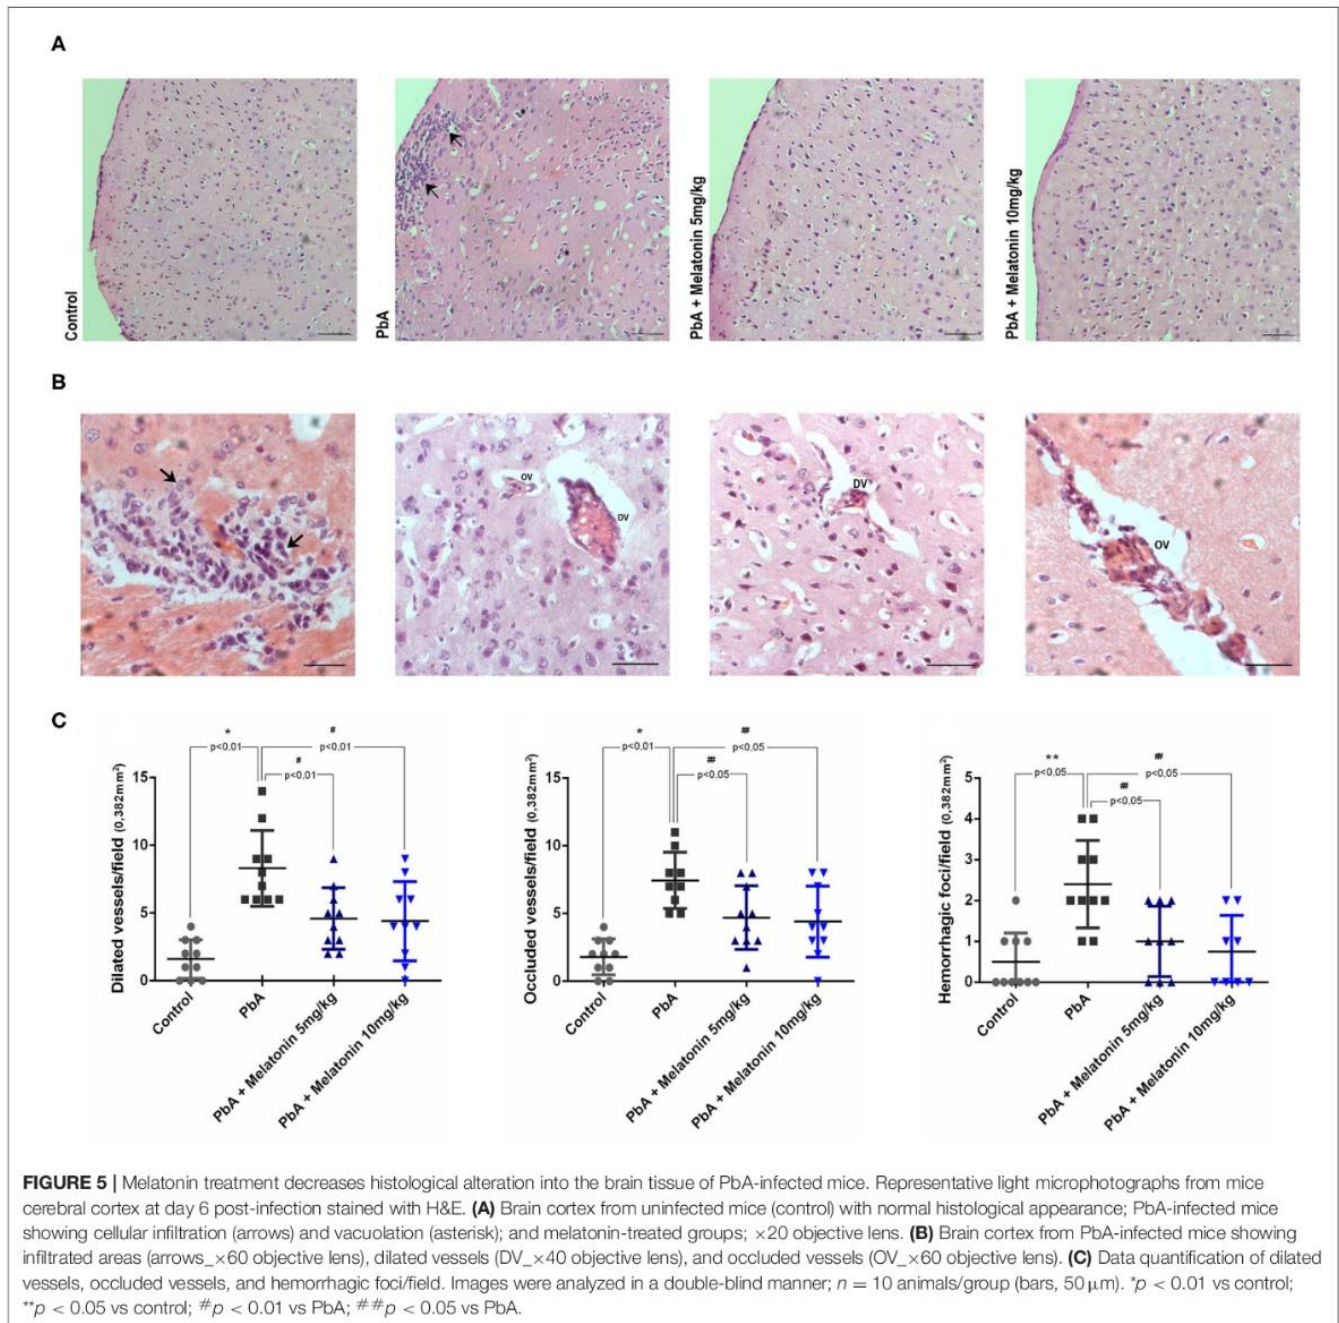 A
Control
PbA
PbA + Melatonin 5mg/kg
PbA + Melatonin 10mg/kg
B
OV
DV
DV
OV
C
*
p<0.01
#
p<0.01
#
p<0.01
Dilated vessels/field (0,382mm²)
15
10
5
0
Control
PbA
PbA + Melatonin 5mg/kg
PbA + Melatonin 10mg/kg
*
p<0.01
##
p<0.05
##
p<0.05
Occluded vessels/field (0,382mm²)
15
10
5
0
Control
PbA
PbA + Melatonin 5mg/kg
PbA + Melatonin 10mg/kg
**
p<0.05
##
p<0.05
##
p<0.05
Hemorrhagic foci/field (0,382mm²)
5
4
3
2
1
0
Control
PbA
PbA + Melatonin 5mg/kg
PbA + Melatonin 10mg/kg
FIGURE 5 | Melatonin treatment decreases histological alteration into the brain tissue of PbA-infected mice. Representative light microphotographs from mice
cerebral cortex at day 6 post-infection stained with H&E. (A) Brain cortex from uninfected mice (control) with normal histological appearance; PbA-infected mice
showing cellular infiltration (arrows) and vacuolation (asterisk); and melatonin-treated groups; ×20 objective lens. (B) Brain cortex from PbA-infected mice showing
infiltrated areas (arrows_×60 objective lens), dilated vessels (DV_×40 objective lens), and occluded vessels (OV_×60 objective lens). (C) Data quantification of dilated
vessels, occluded vessels, and hemorrhagic foci/field. Images were analyzed in a double-blind manner; n = 10 animals/group (bars, 50 μm). *p < 0.01 vs control;
**p < 0.05 vs control; #p < 0.01 vs PbA; ##p < 0.05 vs PbA.